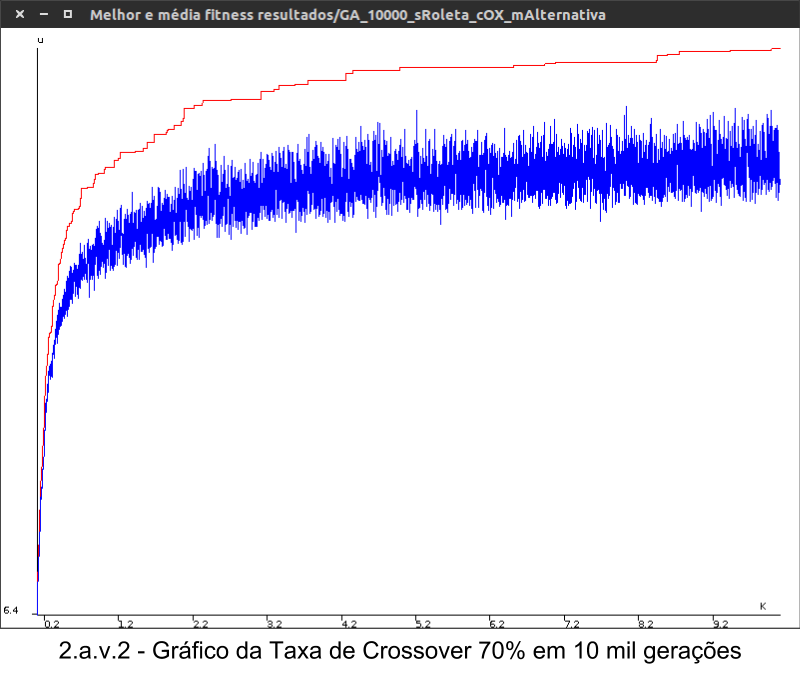 Melhor e média fitness resultados/GA_10000_sRoleta_cOX_mAlternativa
u
6.4
K
0.2 1.2 2.2 3.2 4.2 5.2 6.2 7.2 8.2 9.2
2.a.v.2 - Gráfico da Taxa de Crossover 70% em 10 mil gerações